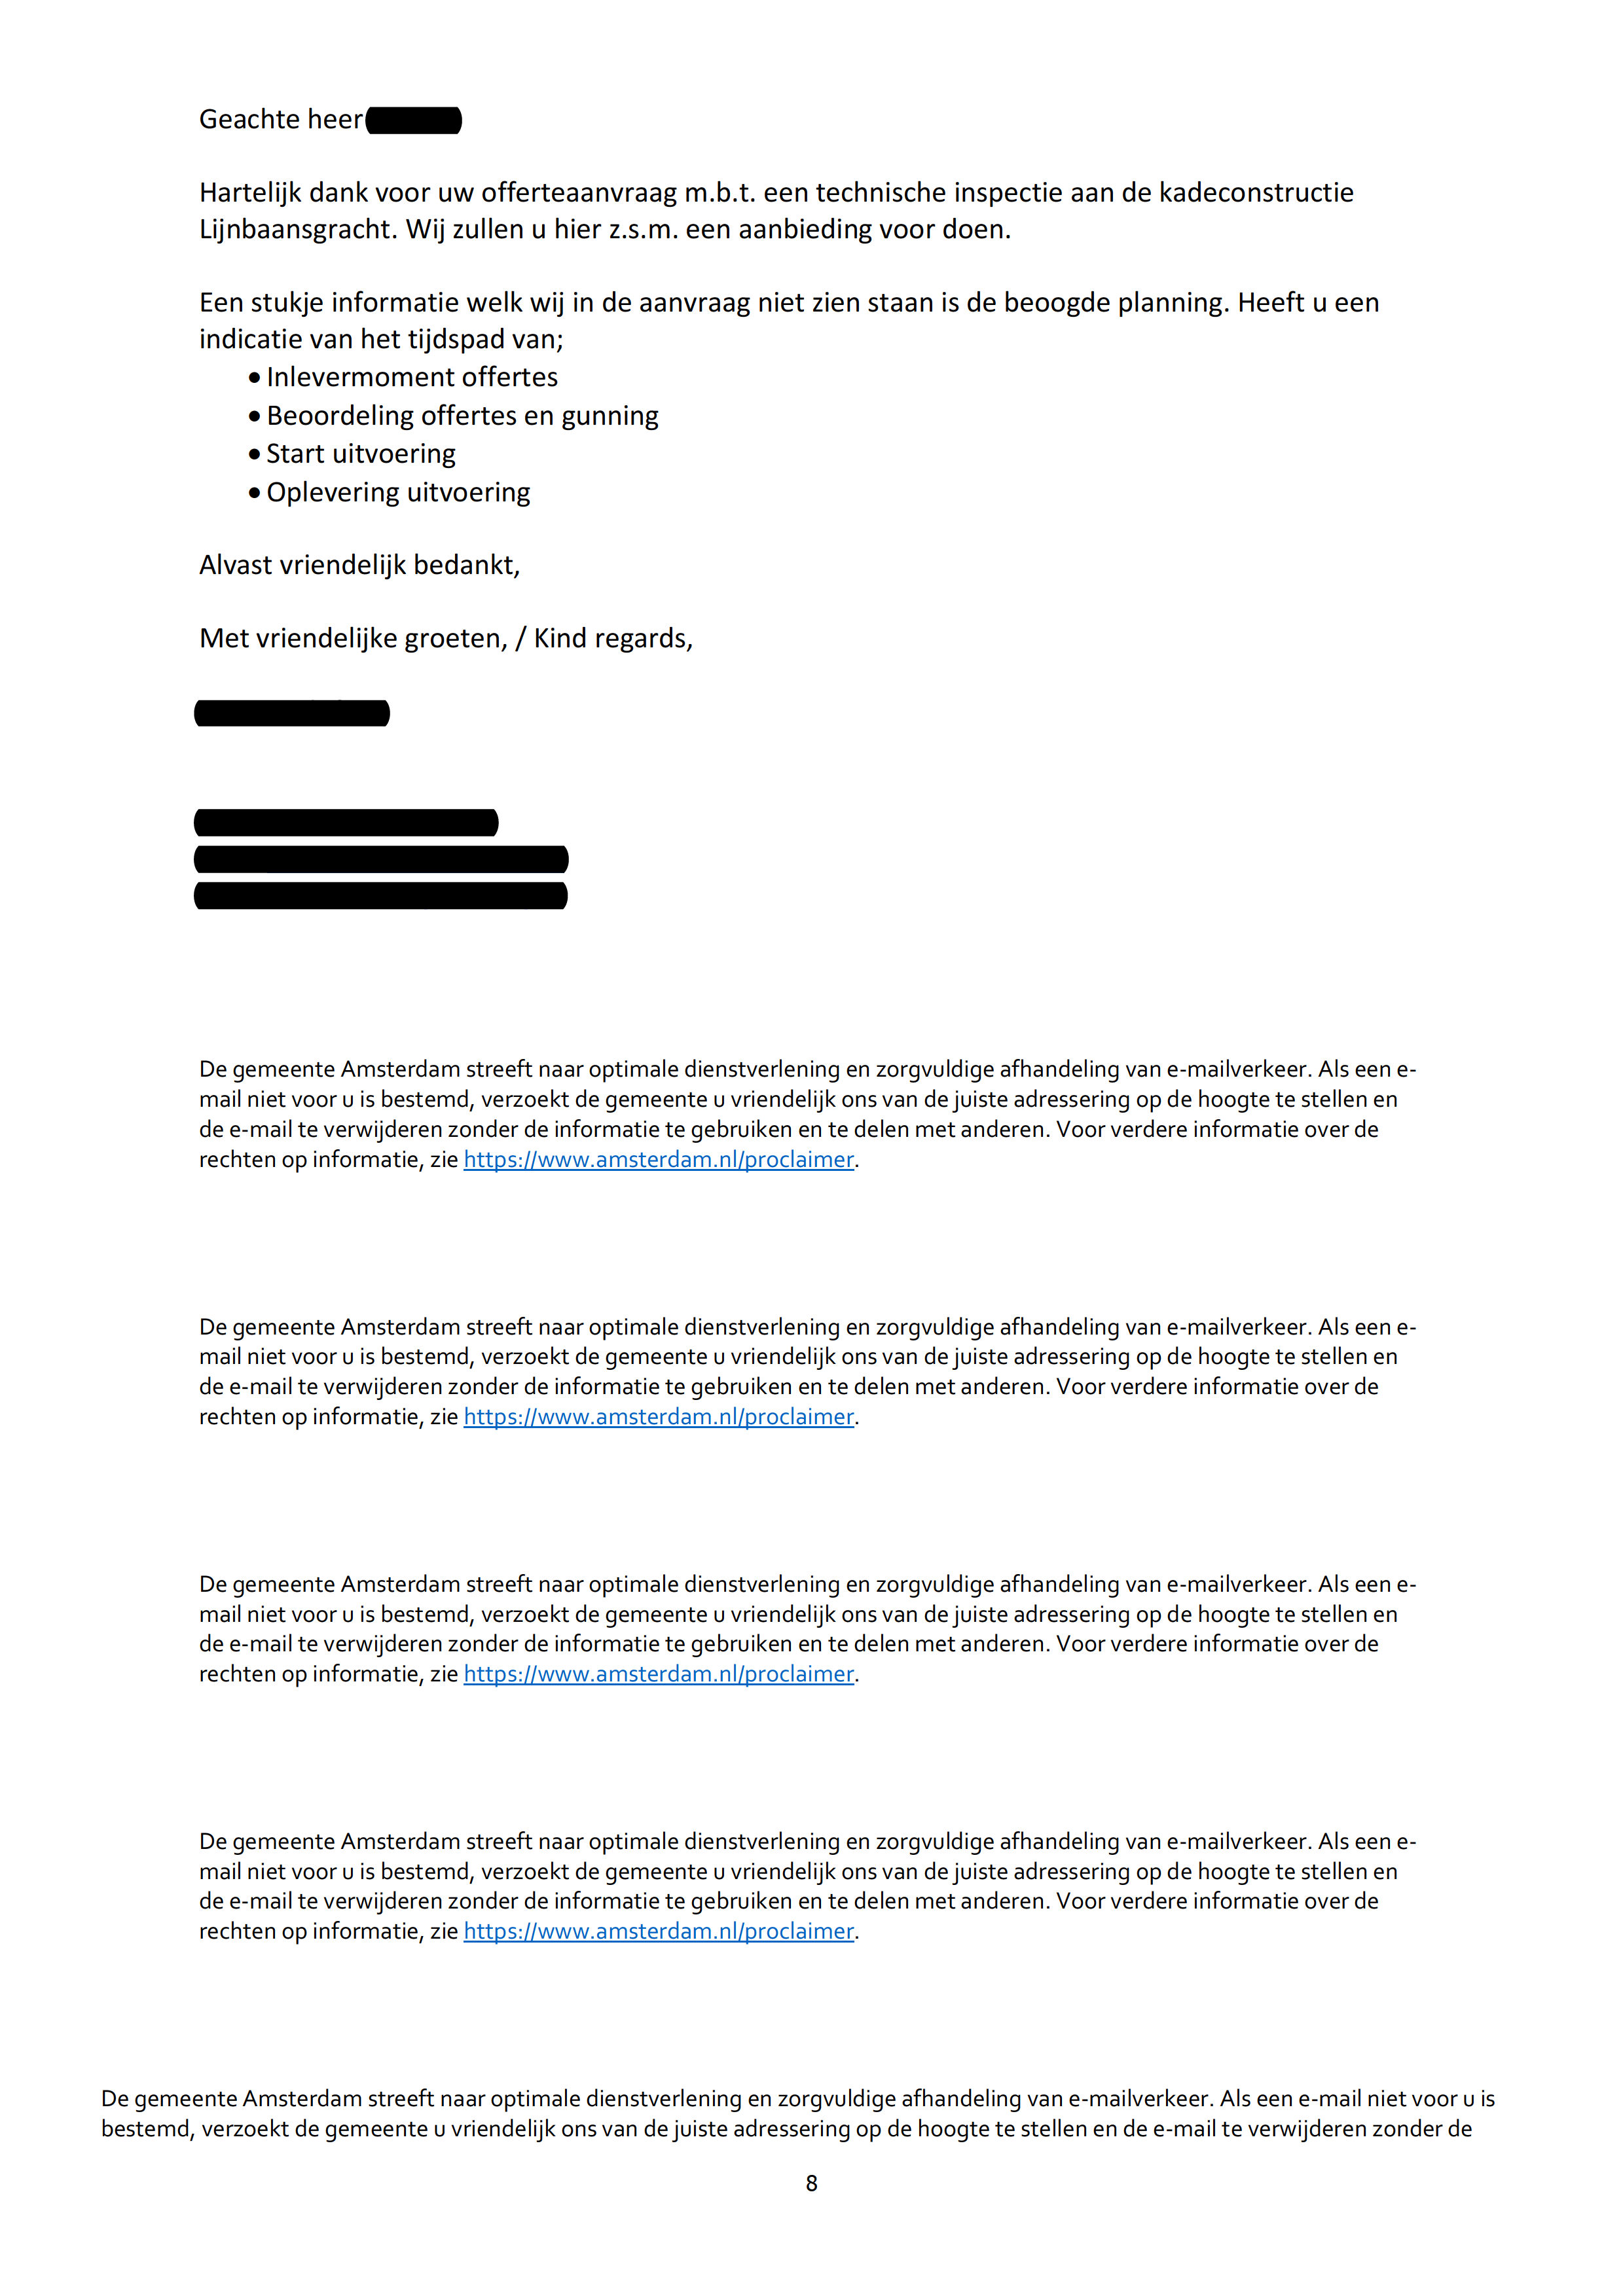 Geachte heer
Hartelijk dank voor uw offerteaanvraag m.b.t. een technische inspectie aan de kadeconstructie
Lijnbaansgracht. Wij zullen u hier z.s.m. een aanbieding voor doen.
Een stukje informatie welk wij in de aanvraag niet zien staan is de beoogde planning. Heeft u een
indicatie van het tijdspad van;
• Inlevermoment offertes
• Beoordeling offertes en gunning
• Start uitvoering
• Oplevering uitvoering
Alvast vriendelijk bedankt,
Met vriendelijke groeten, / Kind regards,
De gemeente Amsterdam streeft naar optimale dienstverlening en zorgvuldige afhandeling van e-mailverkeer. Als een e-
mail niet voor u is bestemd, verzoekt de gemeente u vriendelijk ons van de juiste adressering op de hoogte te stellen en
de e-mail te verwijderen zonder de informatie te gebruiken en te delen met anderen. Voor verdere informatie over de
rechten op informatie, zie https://www.amsterdam.nl/proclaimer.
De gemeente Amsterdam streeft naar optimale dienstverlening en zorgvuldige afhandeling van e-mailverkeer. Als een e-
mail niet voor u is bestemd, verzoekt de gemeente u vriendelijk ons van de juiste adressering op de hoogte te stellen en
de e-mail te verwijderen zonder de informatie te gebruiken en te delen met anderen. Voor verdere informatie over de
rechten op informatie, zie https://www.amsterdam.nl/proclaimer.
De gemeente Amsterdam streeft naar optimale dienstverlening en zorgvuldige afhandeling van e-mailverkeer. Als een e-
mail niet voor u is bestemd, verzoekt de gemeente u vriendelijk ons van de juiste adressering op de hoogte te stellen en
de e-mail te verwijderen zonder de informatie te gebruiken en te delen met anderen. Voor verdere informatie over de
rechten op informatie, zie https://www.amsterdam.nl/proclaimer.
De gemeente Amsterdam streeft naar optimale dienstverlening en zorgvuldige afhandeling van e-mailverkeer. Als een e-
mail niet voor u is bestemd, verzoekt de gemeente u vriendelijk ons van de juiste adressering op de hoogte te stellen en
de e-mail te verwijderen zonder de informatie te gebruiken en te delen met anderen. Voor verdere informatie over de
rechten op informatie, zie https://www.amsterdam.nl/proclaimer.
De gemeente Amsterdam streeft naar optimale dienstverlening en zorgvuldige afhandeling van e-mailverkeer. Als een e-mail niet voor u is
bestemd, verzoekt de gemeente u vriendelijk ons van de juiste adressering op de hoogte te stellen en de e-mail te verwijderen zonder de
8